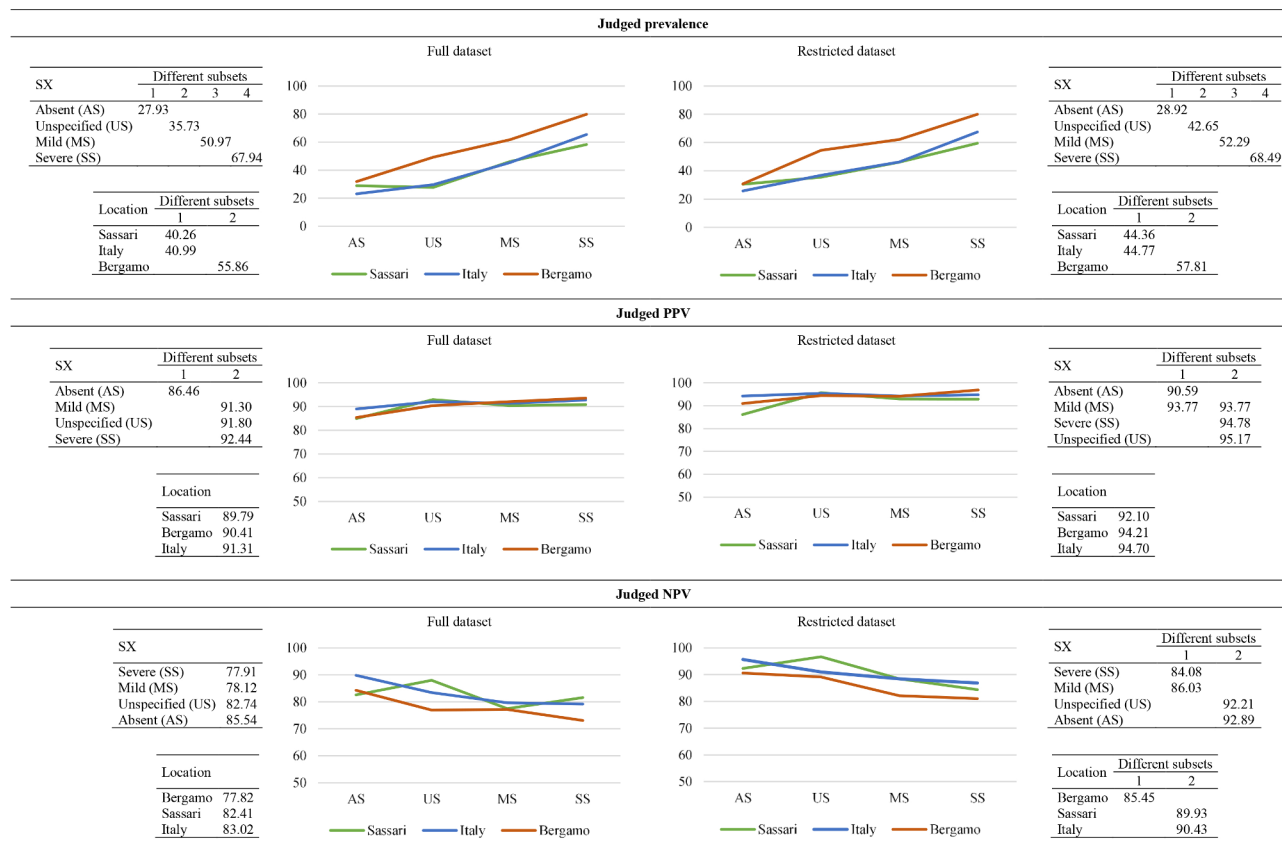 Judged prevalence
Full dataset
Restricted dataset
SX Different subsets
1 2 3 4
Absent (AS) 27.93
Unspecified (US) 35.73
Mild (MS) 50.97
Severe (SS) 67.94
Location Different subsets
1 2
Sassari 40.26
Italy 40.99
Bergamo 55.86
100
80
60
40
20
0
AS US MS SS
Sassari Italy Bergamo
100
80
60
40
20
0
AS US MS SS
Sassari Italy Bergamo
SX Different subsets
1 2 3 4
Absent (AS) 28.92
Unspecified (US) 42.65
Mild (MS) 52.29
Severe (SS) 68.49
Location Different subsets
1 2
Sassari 44.36
Italy 44.77
Bergamo 57.81
Judged PPV
Full dataset
Restricted dataset
SX Different subsets
1 2
Absent (AS) 86.46
Mild (MS) 91.30
Unspecified (US) 91.80
Severe (SS) 92.44
Location
Sassari 89.79
Bergamo 90.41
Italy 91.31
100
90
80
70
60
50
AS US MS SS
Sassari Italy Bergamo
100
90
80
70
60
50
AS US MS SS
Sassari Italy Bergamo
SX Different subsets
1 2
Absent (AS) 90.59
Mild (MS) 93.77 93.77
Severe (SS) 94.78
Unspecified (US) 95.17
Location
Sassari 92.10
Bergamo 94.21
Italy 94.70
Judged NPV
Full dataset
Restricted dataset
SX
Severe (SS) 77.91
Mild (MS) 78.12
Unspecified (US) 82.74
Absent (AS) 85.54
Location
Bergamo 77.82
Sassari 82.41
Italy 83.02
100
90
80
70
60
50
AS US MS SS
Sassari Italy Bergamo
100
90
80
70
60
50
AS US MS SS
Sassari Italy Bergamo
SX Different subsets
1 2
Severe (SS) 84.08
Mild (MS) 86.03
Unspecified (US) 92.21
Absent (AS) 92.89
Location Different subsets
1 2
Bergamo 85.45
Sassari 89.93
Italy 90.43